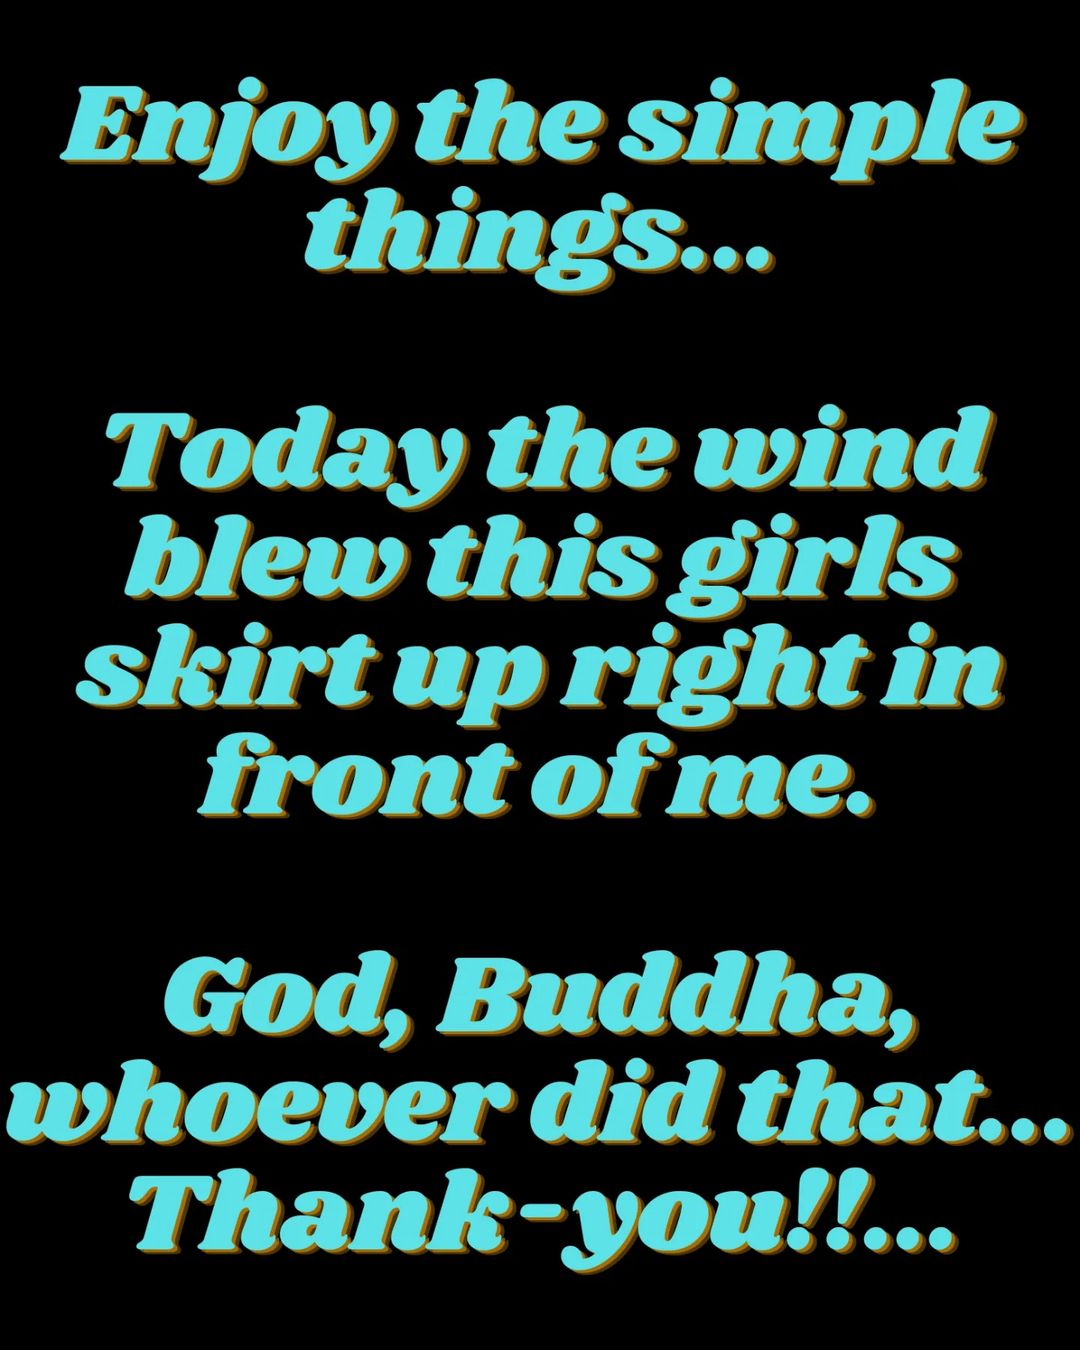 Enjoy the simple
things...
Today the wind
blew this girls
skirt up right in
front of me.
God, Buddha,
whoever did that...
Thank-you!!...